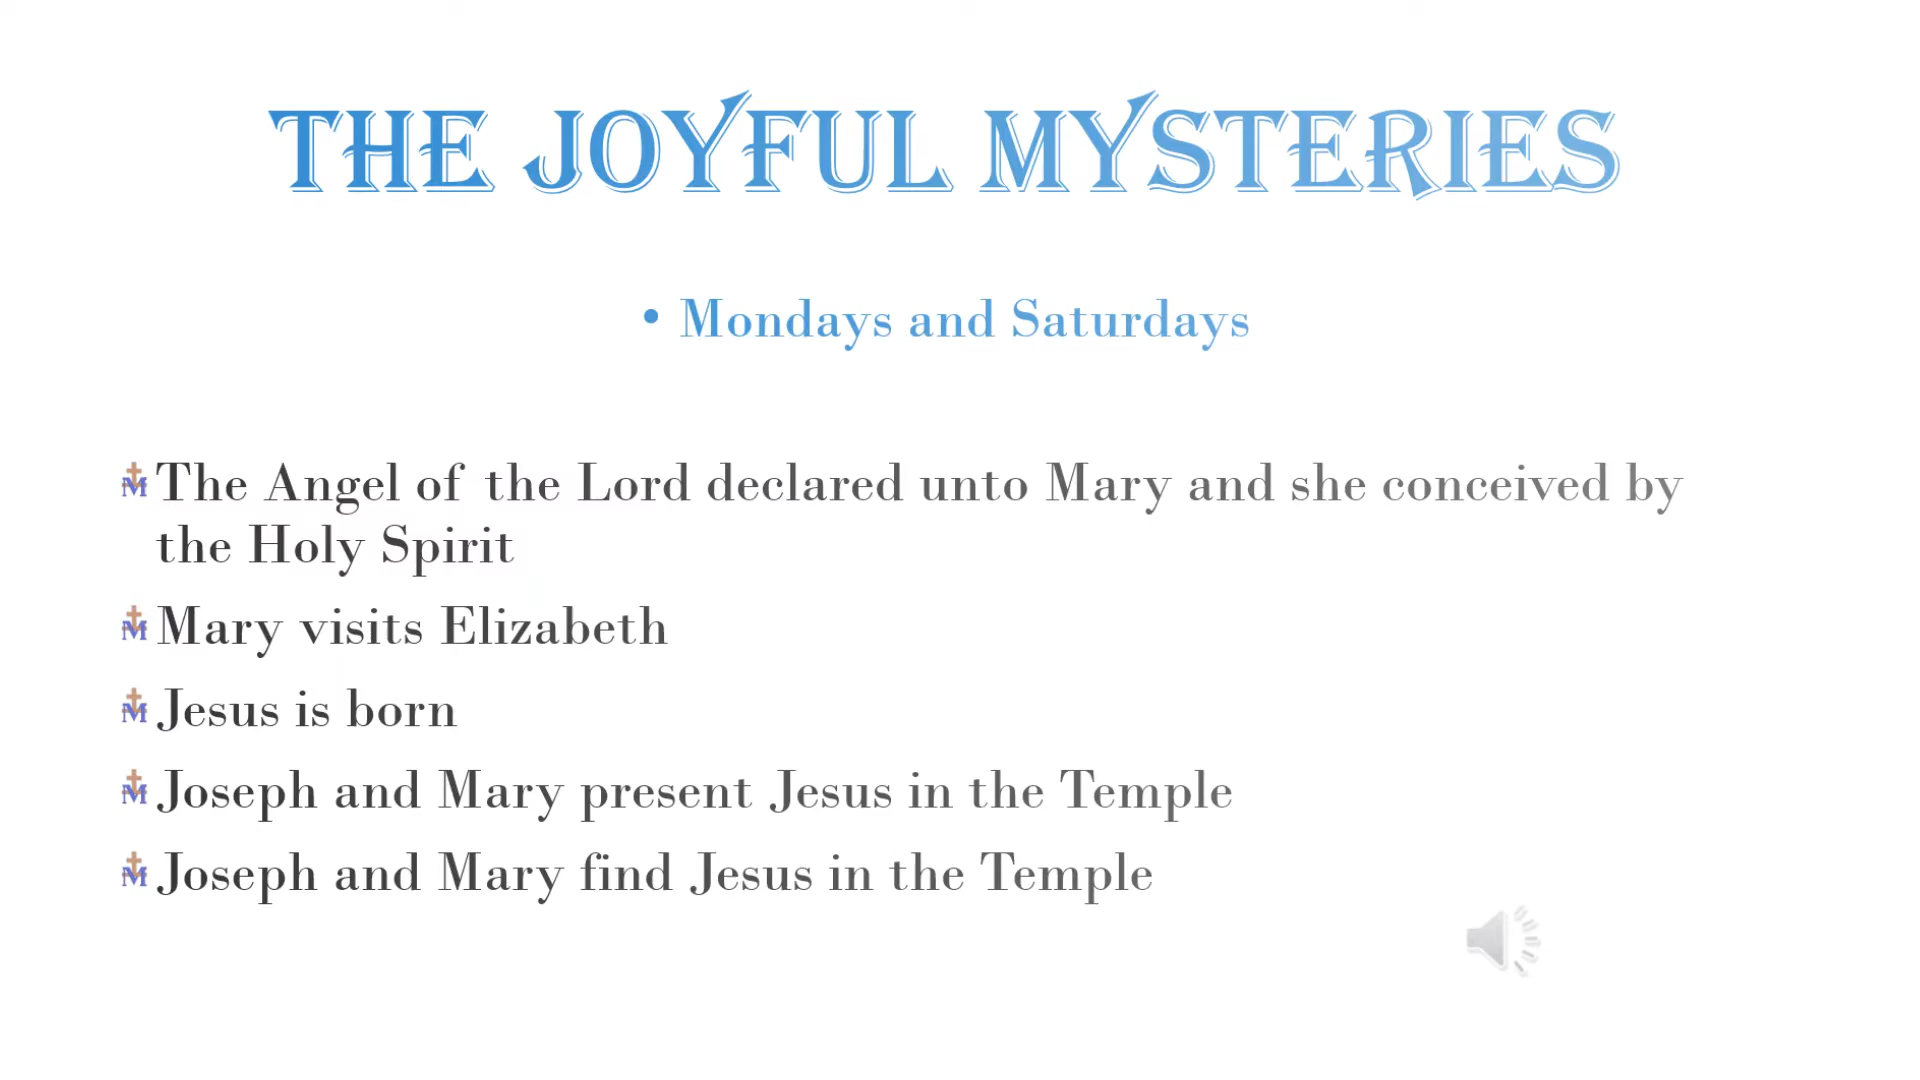 THE JOYFUL MYSTERIES
• Mondays and Saturdays
The Angel of the Lord declared unto Mary and she conceived by
the Holy Spirit
Mary visits Elizabeth
Jesus is born
Joseph and Mary present Jesus in the Temple
Joseph and Mary find Jesus in the Temple